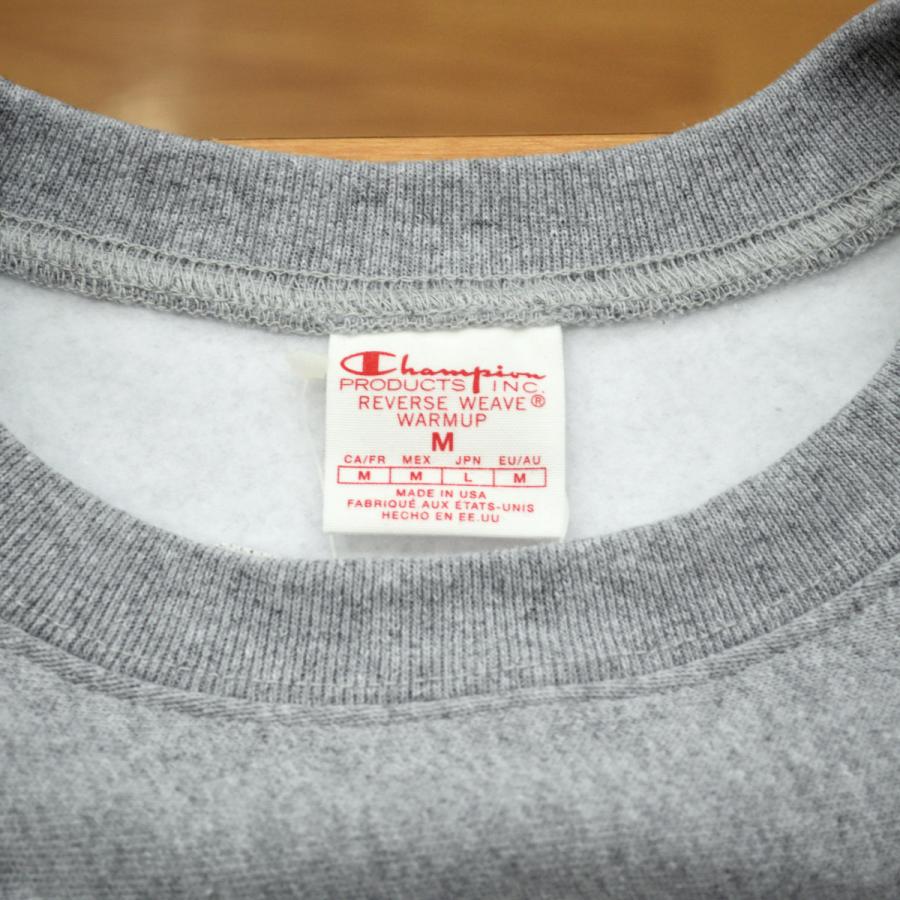 Champion
PRODUCTS INC.
REVERSE WEAVE®
WARMUP
M
CA/FR MEX JPN EU/AU
M M L M
MADE IN USA
FABRIQUÉ AUX ÉTATS-UNIS
HECHO EN EE.UU